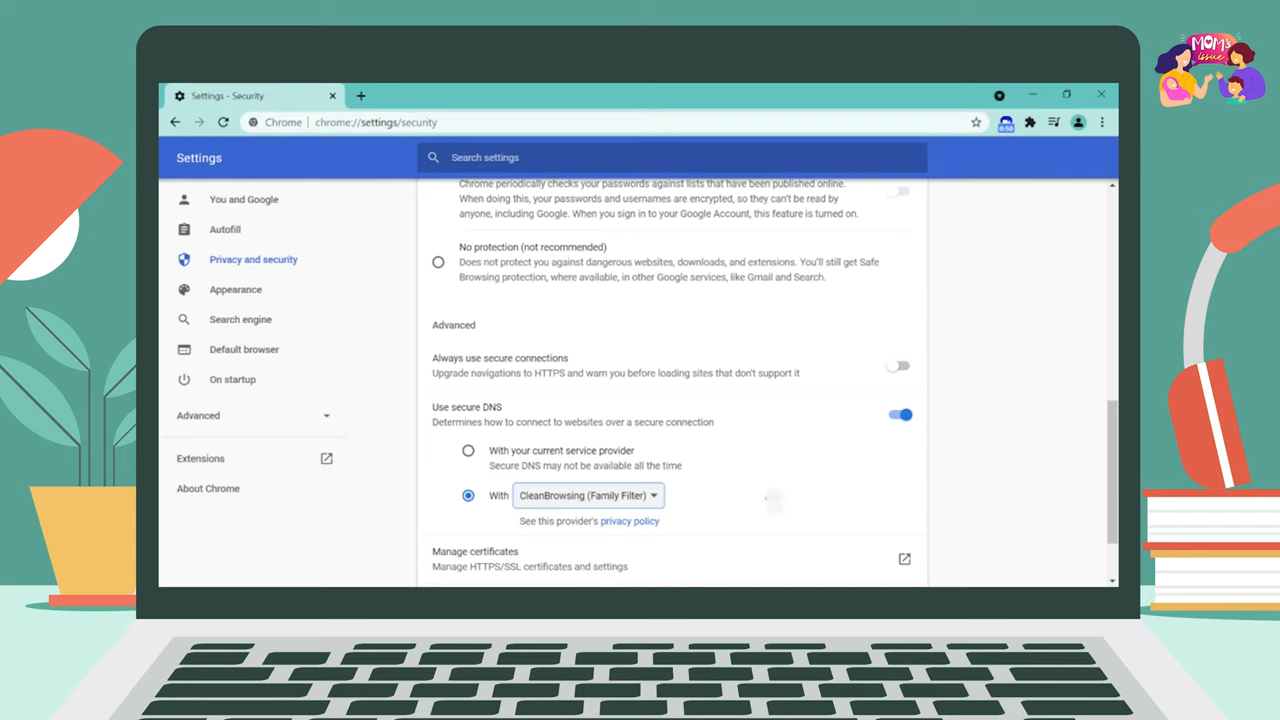 MOM's
issue
Settings - Security
Chrome
chrome://settings/security
0:50
Settings
Search settings
You and Google
Autofill
Privacy and security
Appearance
Search engine
Default browser
On startup
Advanced
Extensions
About Chrome
Chrome periodically checks your passwords against lists that have been published online.
When doing this, your passwords and usernames are encrypted, so they can't be read by
anyone, including Google. When you sign in to your Google Account, this feature is turned on.
No protection (not recommended)
Does not protect you against dangerous websites, downloads, and extensions. You'll still get Safe
Browsing protection, where available, in other Google services, like Gmail and Search.
Advanced
Always use secure connections
Upgrade navigations to HTTPS and warn you before loading sites that don't support it
Use secure DNS
Determines how to connect to websites over a secure connection
With your current service provider
Secure DNS may not be available all the time
With CleanBrowsing (Family Filter)
See this provider's privacy policy
Manage certificates
Manage HTTPS/SSL certificates and settings